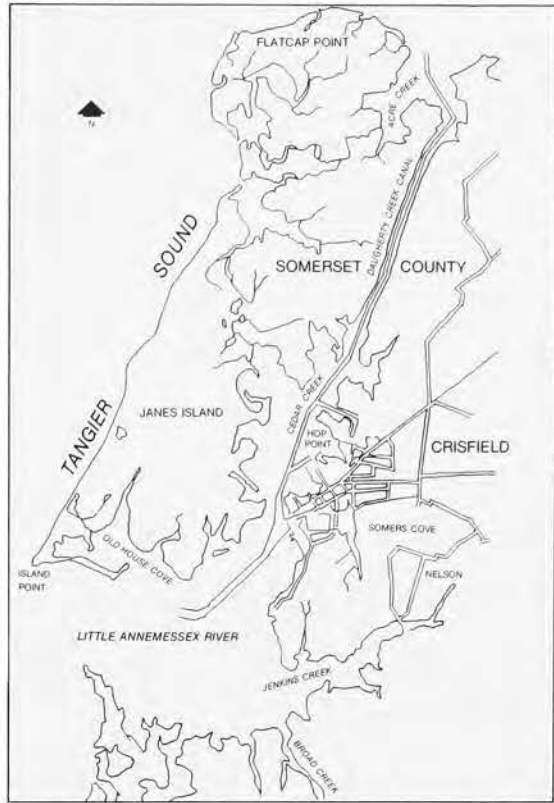 FLATCAP POINT
N
ACRE CREEK
DAUGHERTY CREEK CANAL
TANGIER SOUND
SOMERSET COUNTY
CEDAR CREEK
JANES ISLAND
HOP
POINT
CRISFIELD
SOMERS COVE
OLD HOUSE COVE
ISLAND
POINT
NELSON
LITTLE ANNEMESSEX RIVER
JENKINS CREEK
BROAD CREEK